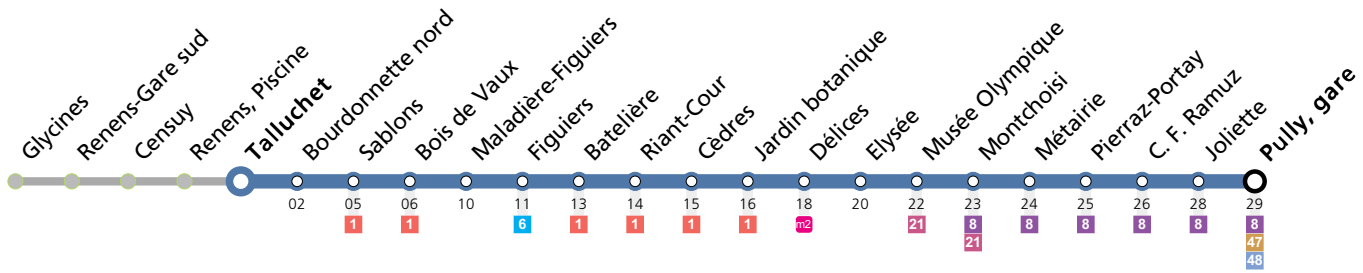 Glycines
Renens-Gare sud
Censuy
Renens, Piscine
Talluchet
Bourdonnette nord
Sablons
Bois de Vaux
Maladière-Figuiers
Figuiers
Batelière
Riant-Cour
Cèdres
Jardin botanique
Délices
Elysée
Musée Olympique
Montchoisi
Métairie
Pierraz-Portay
C. F. Ramuz
Joliette
Pully, gare
02 05 06 10 11 13 14 15 16 18 20 22 23 24 25 26 28 29
1 1 6 1 1 1 1 m2 21 8 8 8 8 8 8
21 47
48